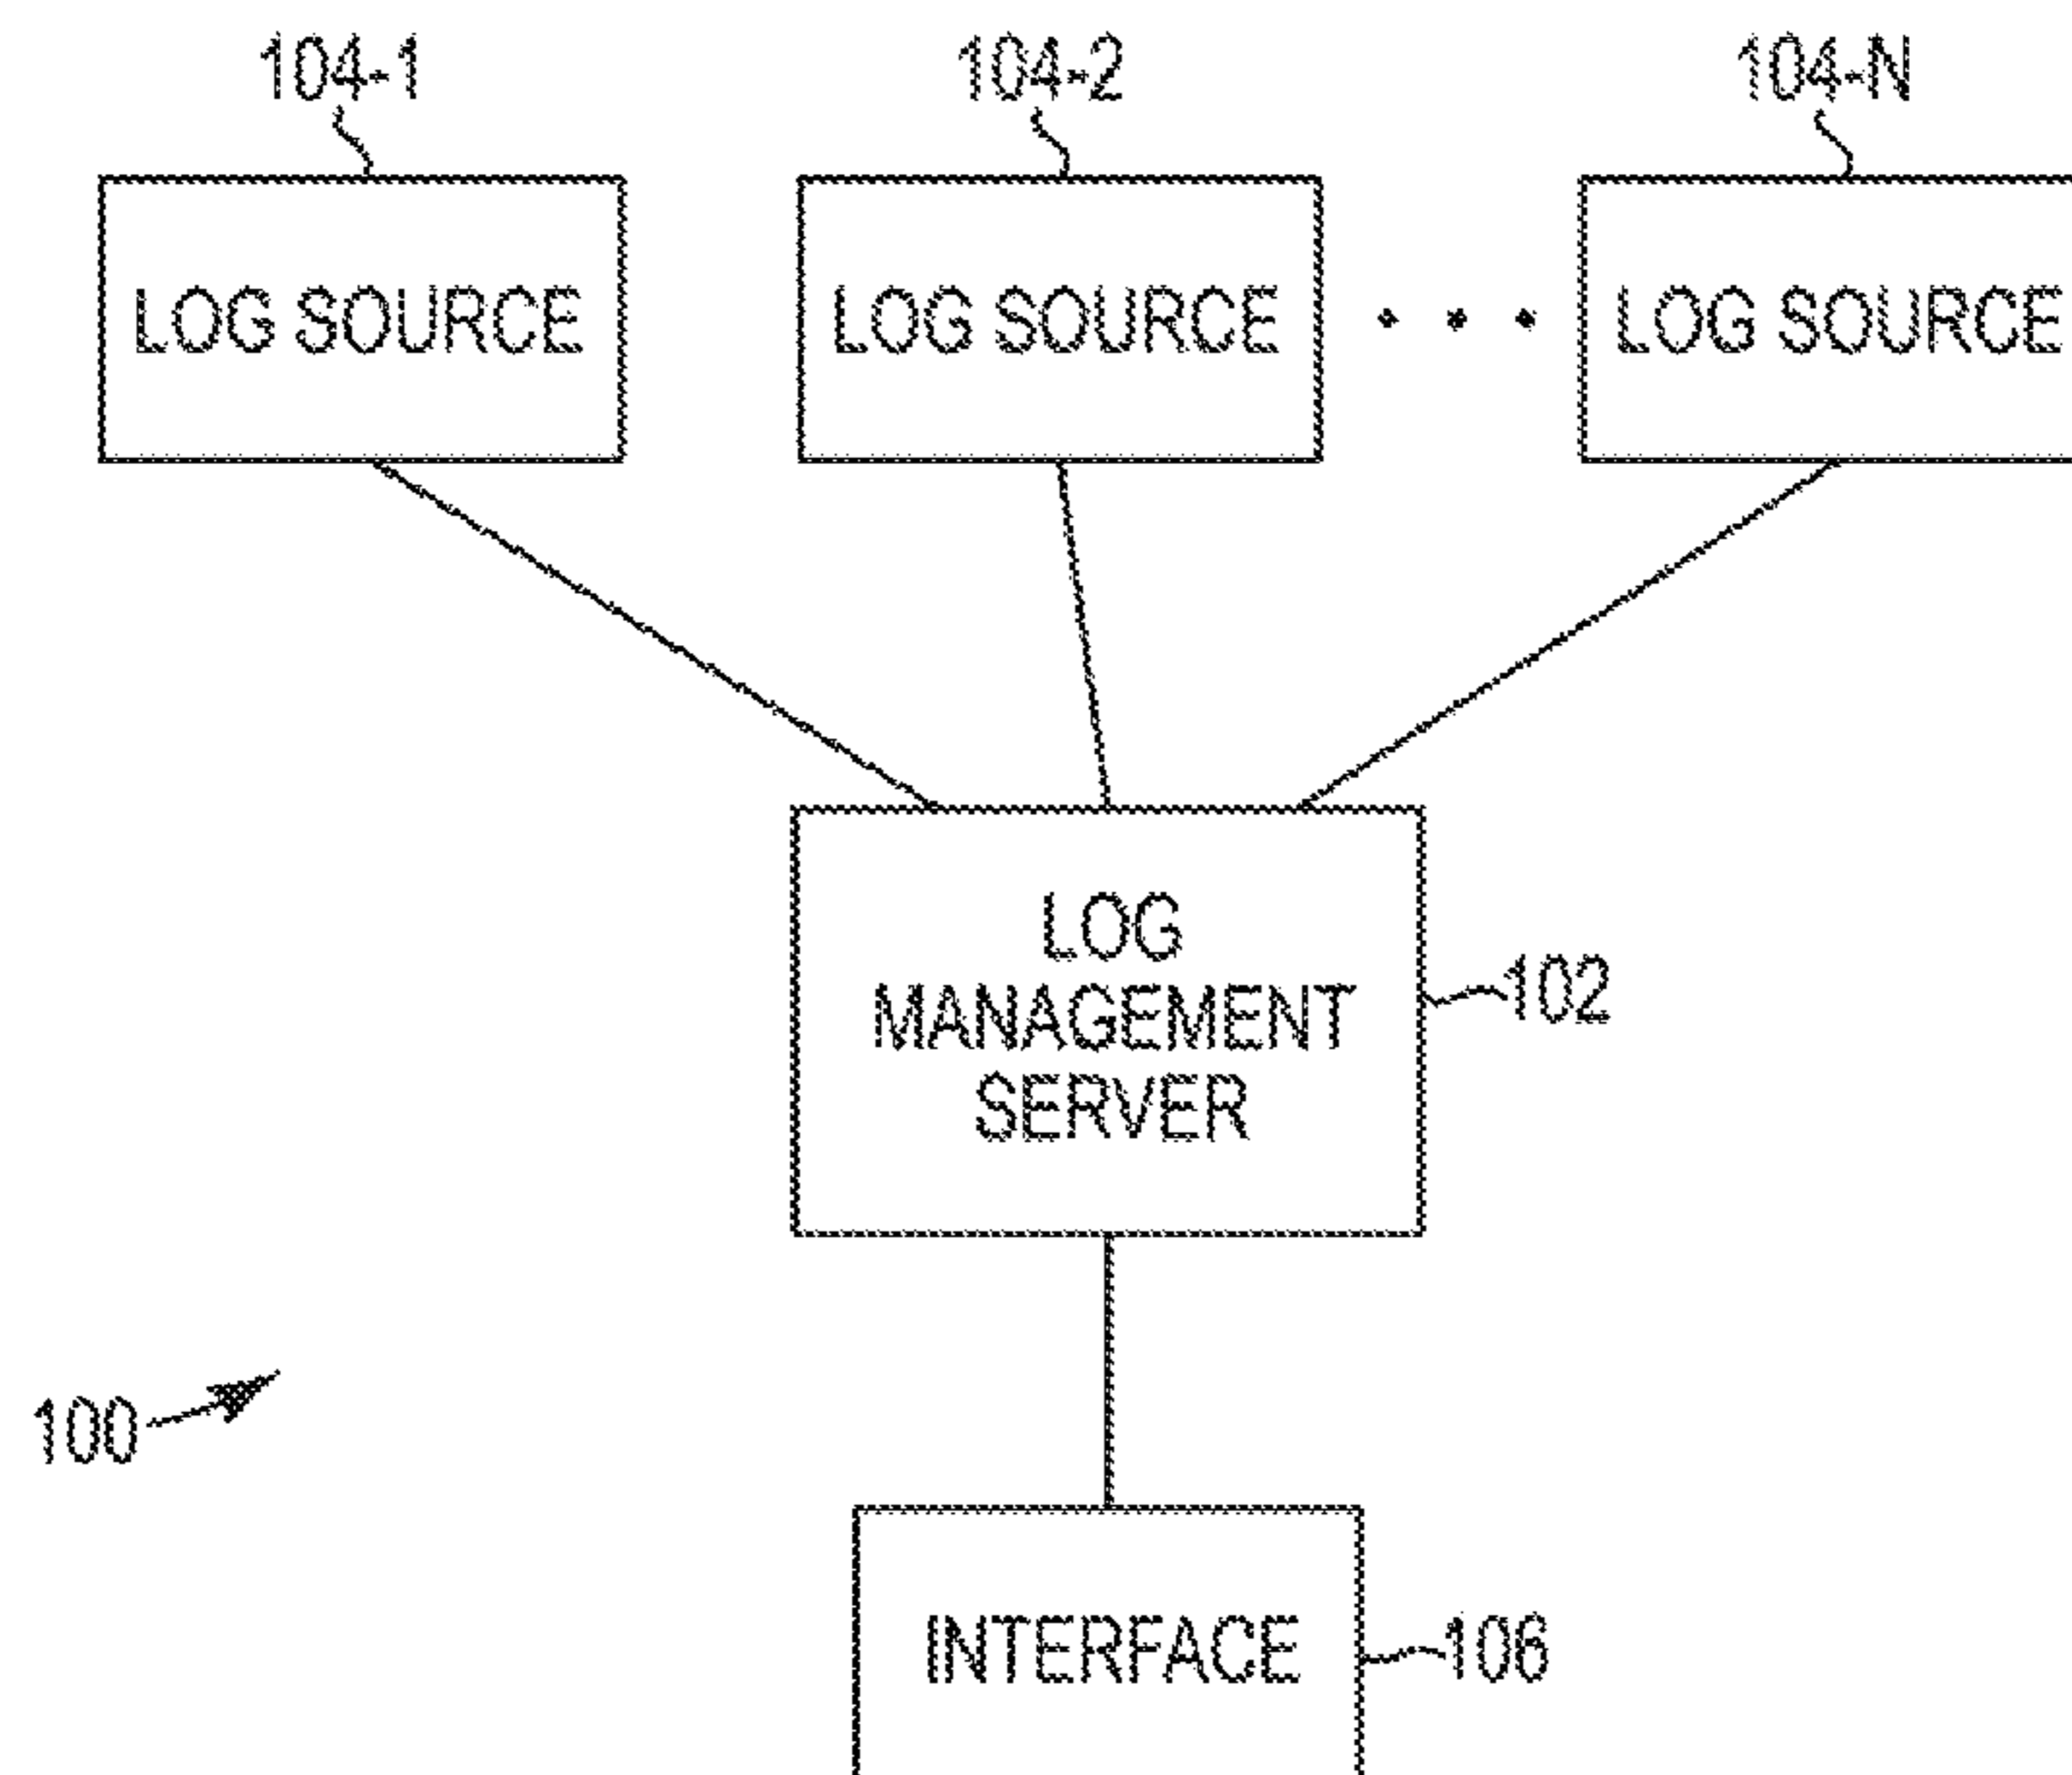 104-1
104-2
104-N
LOG SOURCE
LOG SOURCE
. . .
LOG SOURCE
LOG
MANAGEMENT
SERVER
102
100
INTERFACE
106